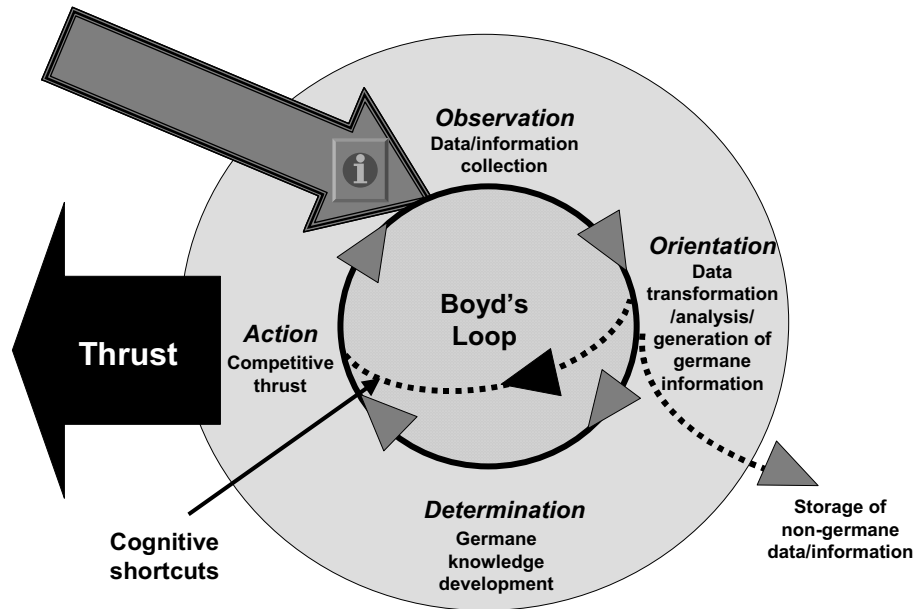 Observation
Data/information
collection
Orientation
Data
transformation
/analysis/
generation of
germane
information
Boyd's
Loop
Action
Competitive
thrust
Thrust
Determination
Germane
knowledge
development
Cognitive
shortcuts
Storage of
non-germane
data/information
i